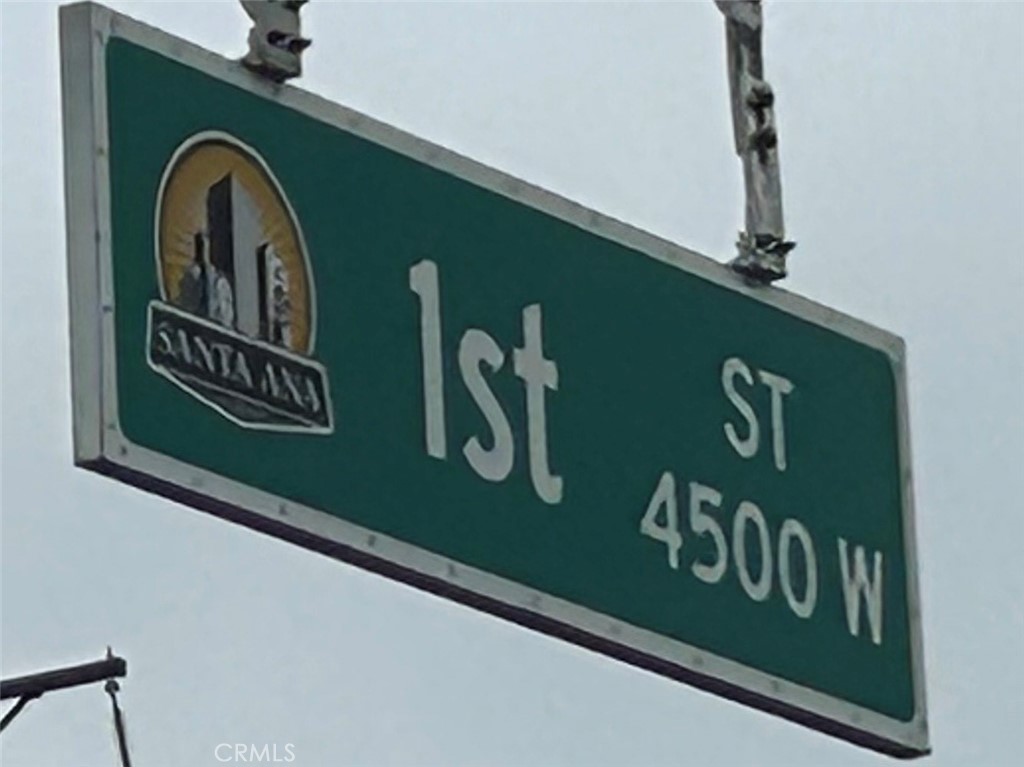 SANTA ANA
1st ST
4500 W
CRMLS